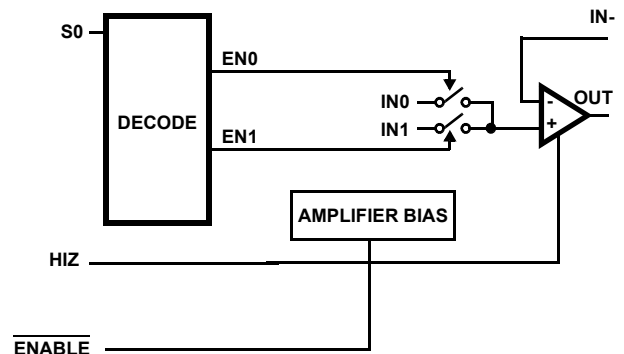 IN-
S0
EN0
IN0
OUT
DECODE
IN1
EN1
-
+
AMPLIFIER BIAS
HIZ
ENABLE